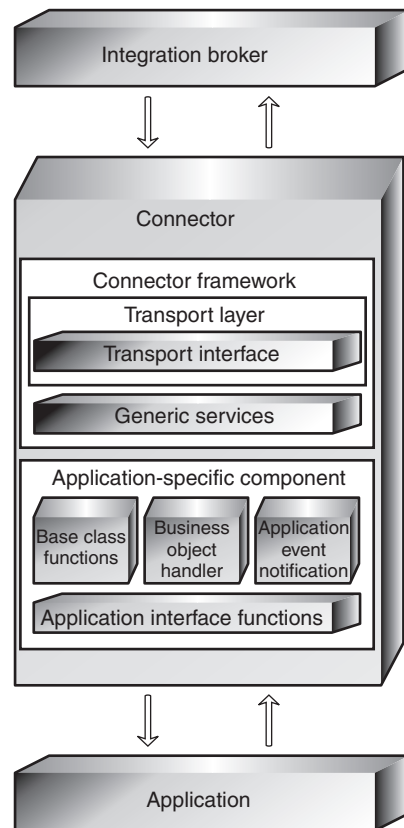 Integration broker
Connector
Connector framework
Transport layer
Transport interface
Generic services
Application-specific component
Base class
functions
Business
object
handler
Application
event
notification
Application interface functions
Application